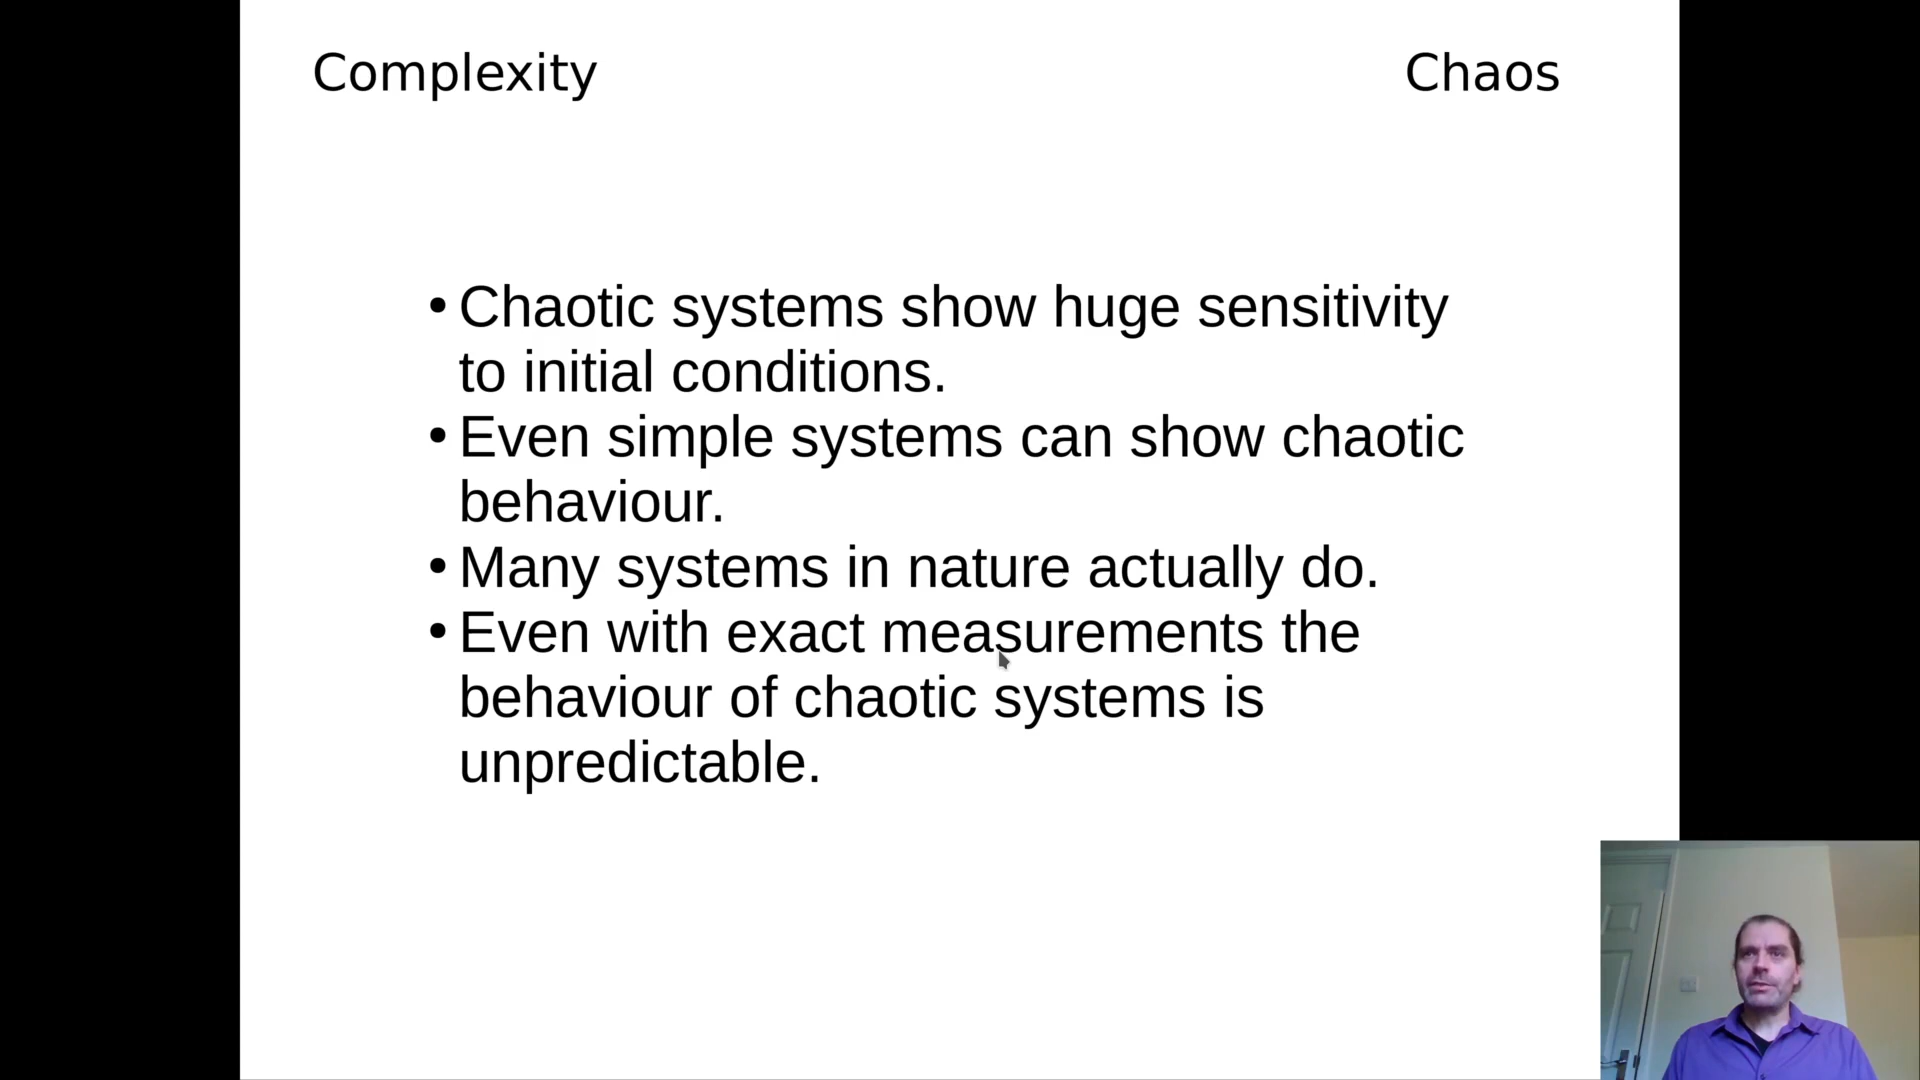 Complexity
Chaos
• Chaotic systems show huge sensitivity
to initial conditions.
• Even simple systems can show chaotic
behaviour.
• Many systems in nature actually do.
• Even with exact measurements the
behaviour of chaotic systems is
unpredictable.